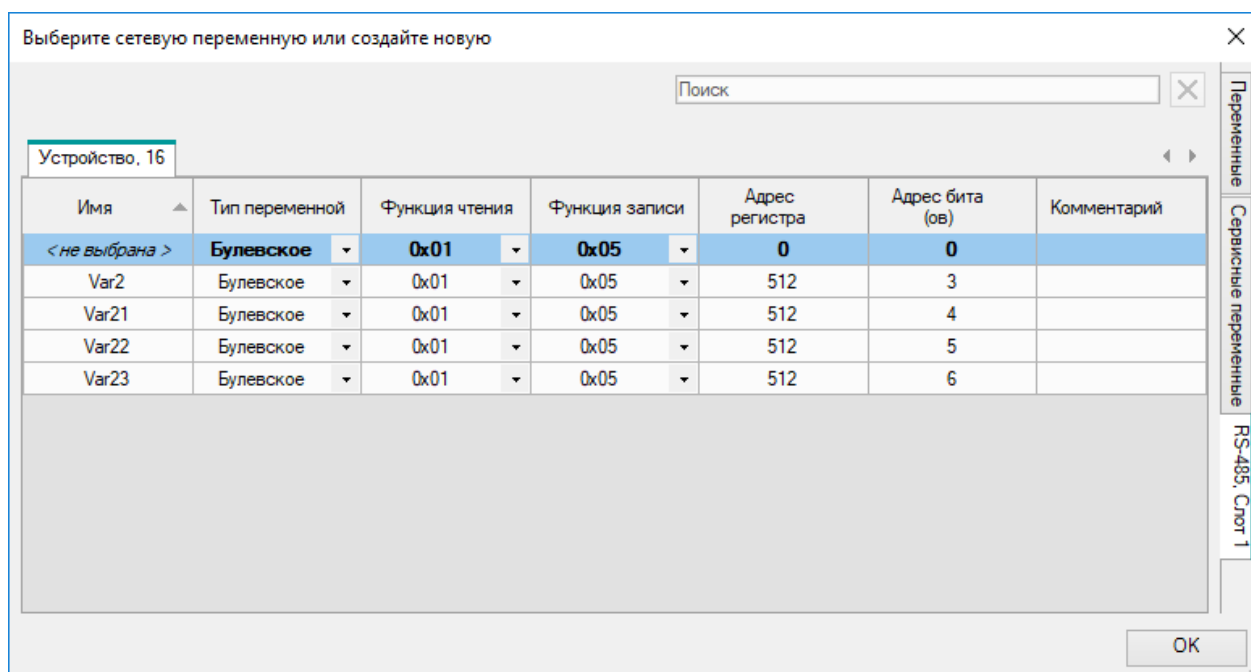 Выберите сетевую переменную или создайте новую
Поиск
Устройство, 16
Имя Тип переменной Функция чтения Функция записи Адрес регистра Адрес бита (ов) Комментарий
< не выбрана > Булевское 0x01 0x05 0 0
Var2 Булевское 0x01 0x05 512 3
Var21 Булевское 0x01 0x05 512 4
Var22 Булевское 0x01 0x05 512 5
Var23 Булевское 0x01 0x05 512 6
Переменные
Сервисные переменные
RS-485, Слот 1
OK